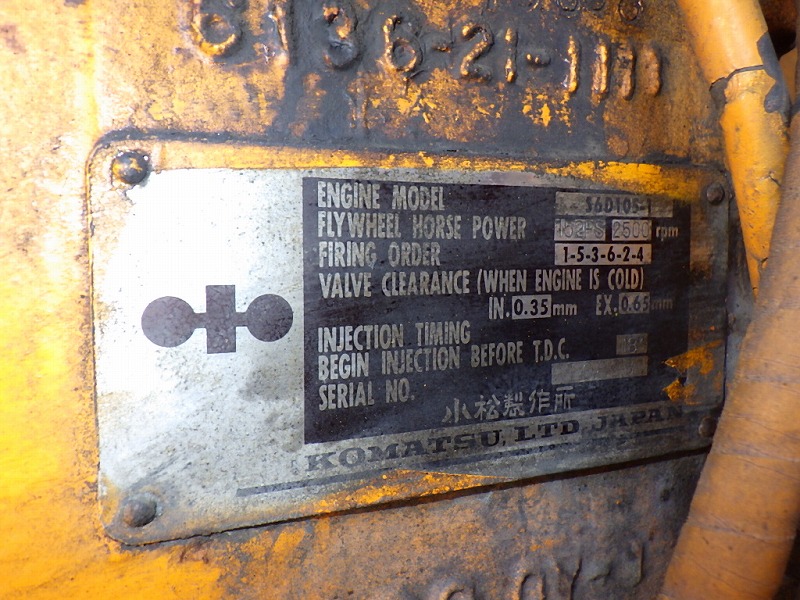 6136-21-1111
ENGINE MODEL S6D105-1
FLYWHEEL HORSE POWER 2500 rpm
FIRING ORDER 1-5-3-6-2-4
VALVE CLEARANCE (WHEN ENGINE IS COLD)
IN. 0.35 mm EX. 0.65 mm
INJECTION TIMING
BEGIN INJECTION BEFORE T.D.C.
SERIAL NO.
小松製作所
KOMATSU, LTD. JAPAN